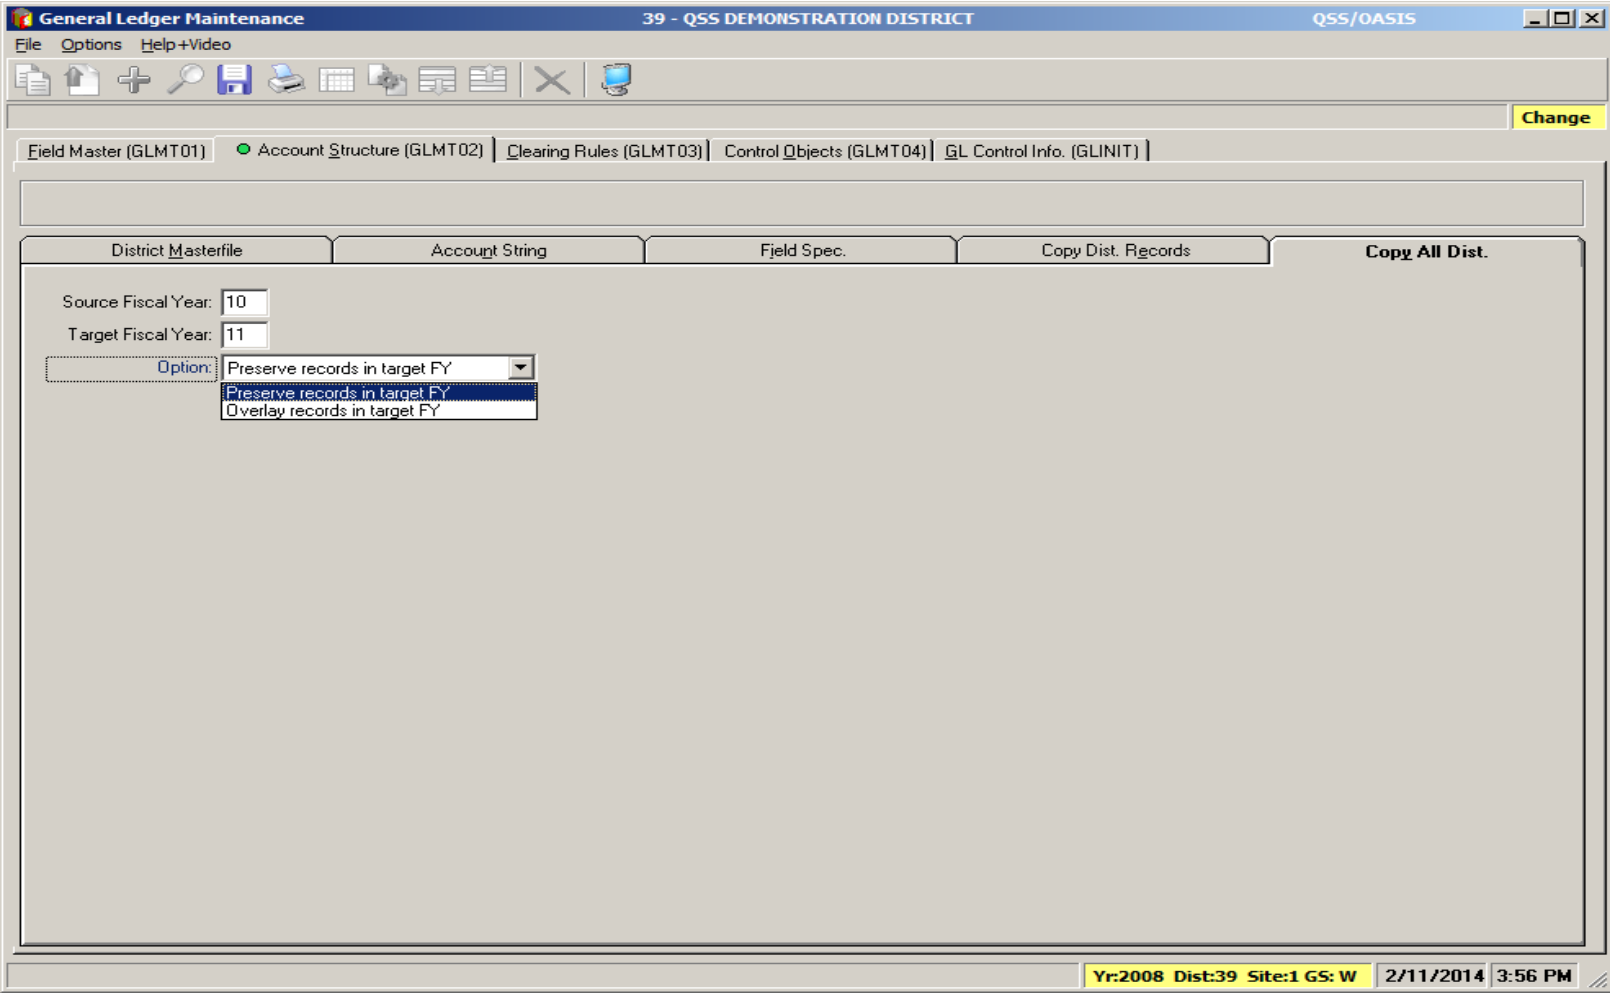 General Ledger Maintenance 39 - QSS DEMONSTRATION DISTRICT QSS/OASIS
File Options Help+Video
Change
Field Master (GLMT01) Account Structure (GLMT02) Clearing Rules (GLMT03) Control Objects (GLMT04) GL Control Info. (GLINIT)
District Masterfile Account String Field Spec. Copy Dist. Records Copy All Dist.
Source Fiscal Year: 10
Target Fiscal Year: 11
Option: Preserve records in target FY
Preserve records in target FY
Overlay records in target FY
Yr:2008 Dist:39 Site:1 GS: W 2/11/2014 3:56 PM